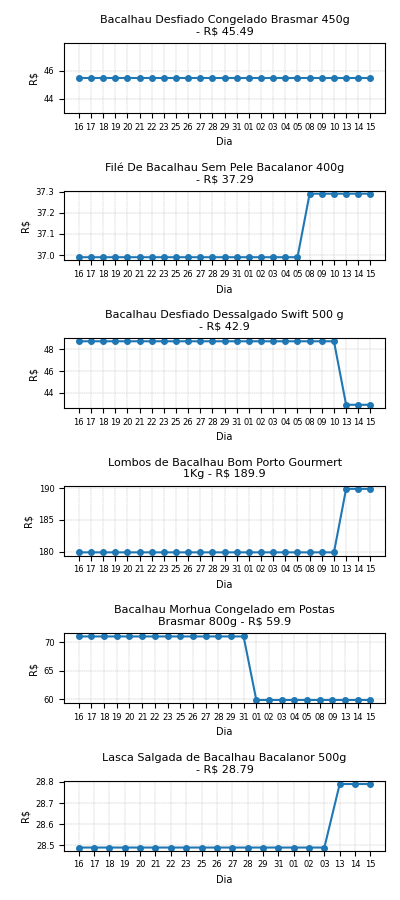 Bacalhau Desfiado Congelado Brasmar 450g
- R$ 45.49
46
44
R$
16 17 18 19 20 21 22 23 25 26 27 28 29 31 01 02 03 04 05 08 09 10 13 14 15
Dia
Filé De Bacalhau Sem Pele Bacalanor 400g
- R$ 37.29
37.3
37.2
37.1
37.0
R$
16 17 18 19 20 21 22 23 25 26 27 28 29 31 01 02 03 04 05 08 09 10 13 14 15
Dia
Bacalhau Desfiado Dessalgado Swift 500 g
- R$ 42.9
48
46
44
R$
16 17 18 19 20 21 22 23 25 26 27 28 29 31 01 02 03 04 05 08 09 10 13 14 15
Dia
Lombos de Bacalhau Bom Porto Gourmert
1Kg - R$ 189.9
190
185
180
R$
16 17 18 19 20 21 22 23 25 26 27 28 29 31 01 02 03 04 05 08 09 10 13 14 15
Dia
Bacalhau Morhua Congelado em Postas
Brasmar 800g - R$ 59.9
70
65
60
R$
16 17 18 19 20 21 22 23 25 26 27 28 29 31 01 02 03 04 05 08 09 13 14 15
Dia
Lasca Salgada de Bacalhau Bacalanor 500g
- R$ 28.79
28.8
28.7
28.6
28.5
R$
16 17 18 19 20 21 22 23 25 26 27 28 29 31 01 02 03 13 14 15
Dia